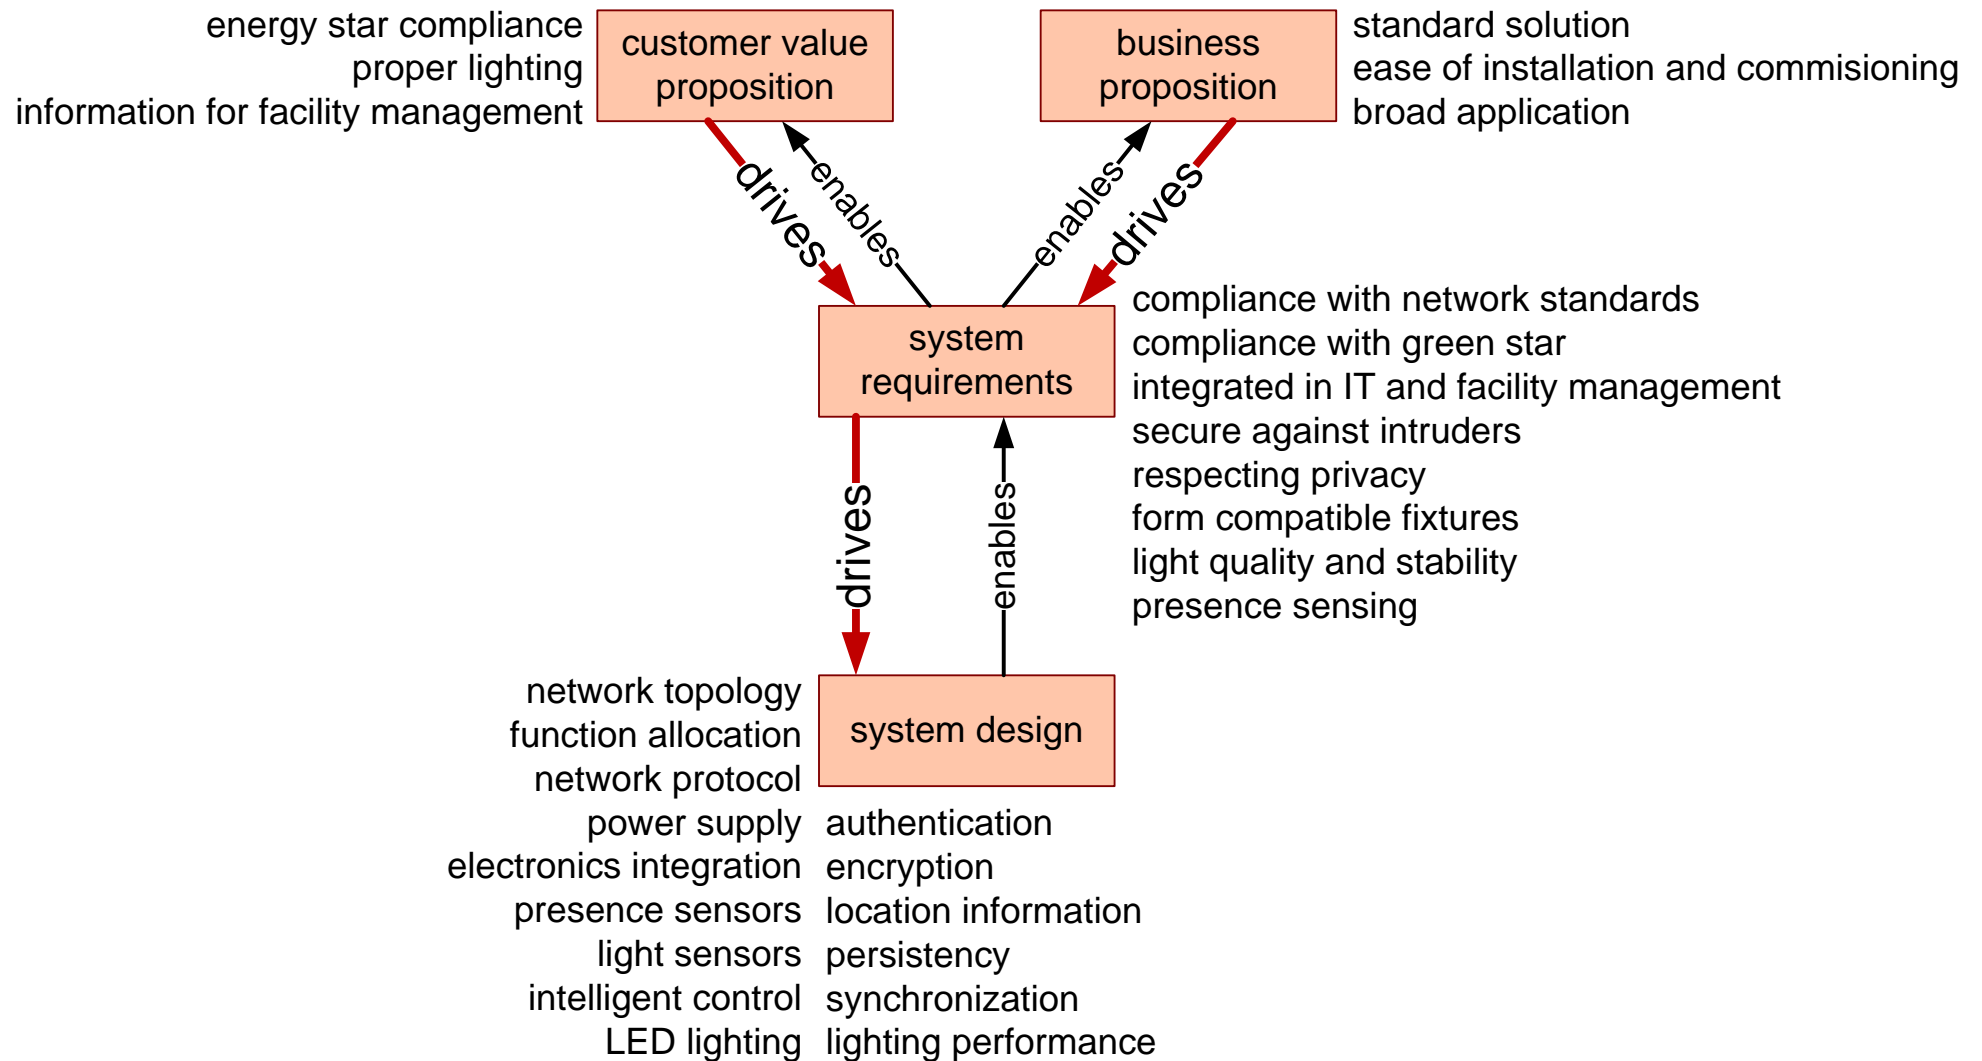 energy star compliance
proper lighting
information for facility management
customer value
proposition
business
proposition
standard solution
ease of installation and commisioning
broad application
drives
enables
enables
drives
system
requirements
compliance with network standards
compliance with green star
integrated in IT and facility management
secure against intruders
respecting privacy
form compatible fixtures
light quality and stability
presence sensing
drives
enables
system design
network topology
function allocation
network protocol
power supply
electronics integration
presence sensors
light sensors
intelligent control
LED lighting
authentication
encryption
location information
persistency
synchronization
lighting performance